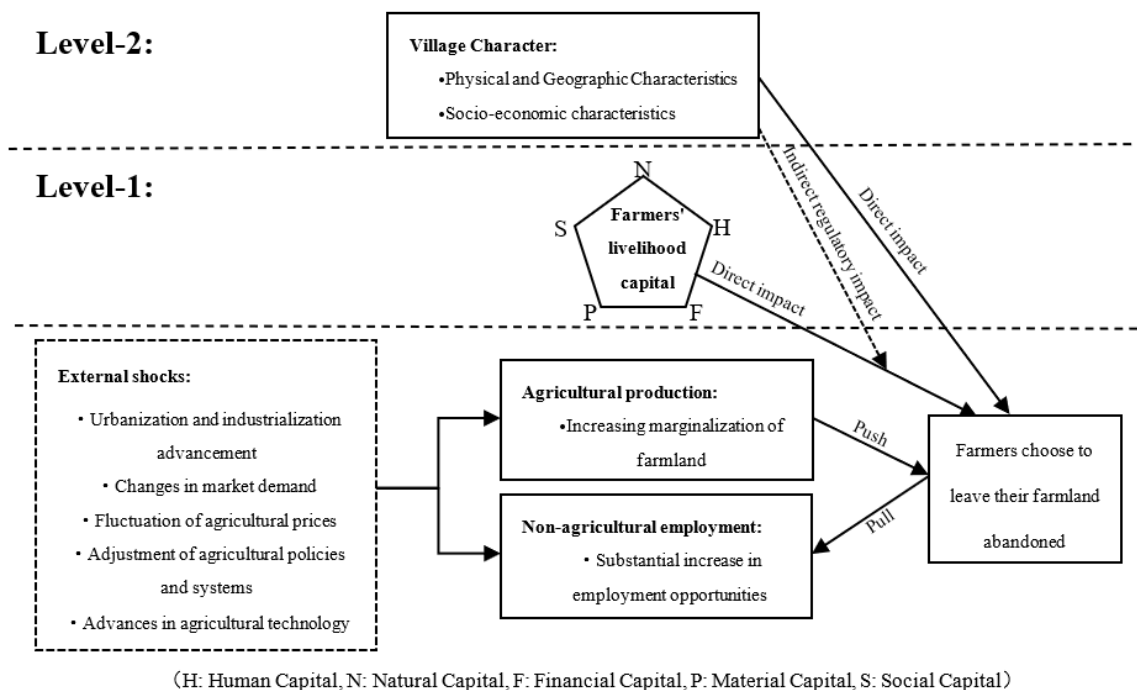 Level-2:
Village Character:
•Physical and Geographic Characteristics
•Socio-economic characteristics
Level-1:
N
S
H
P
F
Farmers'
livelihood
capital
Direct impact
Indirect regulatory impact
Direct impact
External shocks:
· Urbanization and industrialization
advancement
· Changes in market demand
· Fluctuation of agricultural prices
· Adjustment of agricultural policies
and systems
· Advances in agricultural technology
Agricultural production:
•Increasing marginalization of
farmland
Non-agricultural employment:
· Substantial increase in
employment opportunities
Push
Pull
Farmers choose to
leave their farmland
abandoned
（H: Human Capital, N: Natural Capital, F: Financial Capital, P: Material Capital, S: Social Capital）